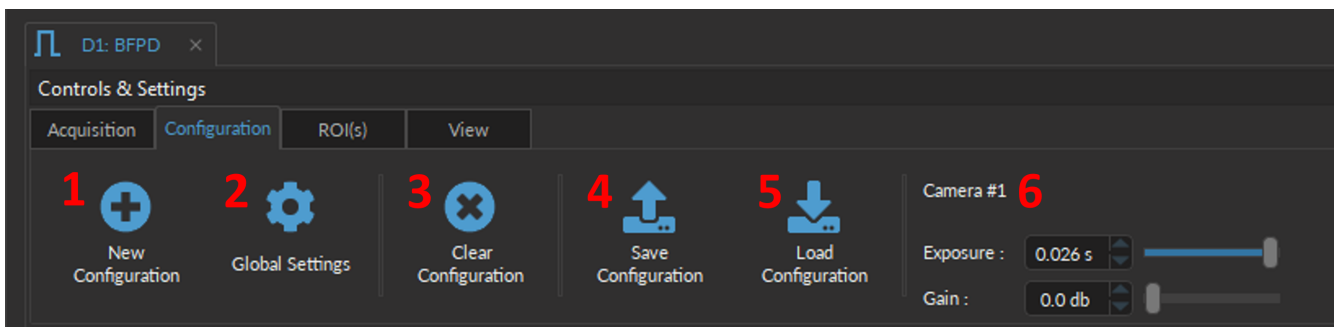 D1: BFPD ×
Controls & Settings
Acquisition Configuration ROI(s) View
1 2 3 4 5 Camera #1 6
New
Configuration
Global Settings
Clear
Configuration
Save
Configuration
Load
Configuration
Exposure : 0.026 s
Gain : 0.0 db